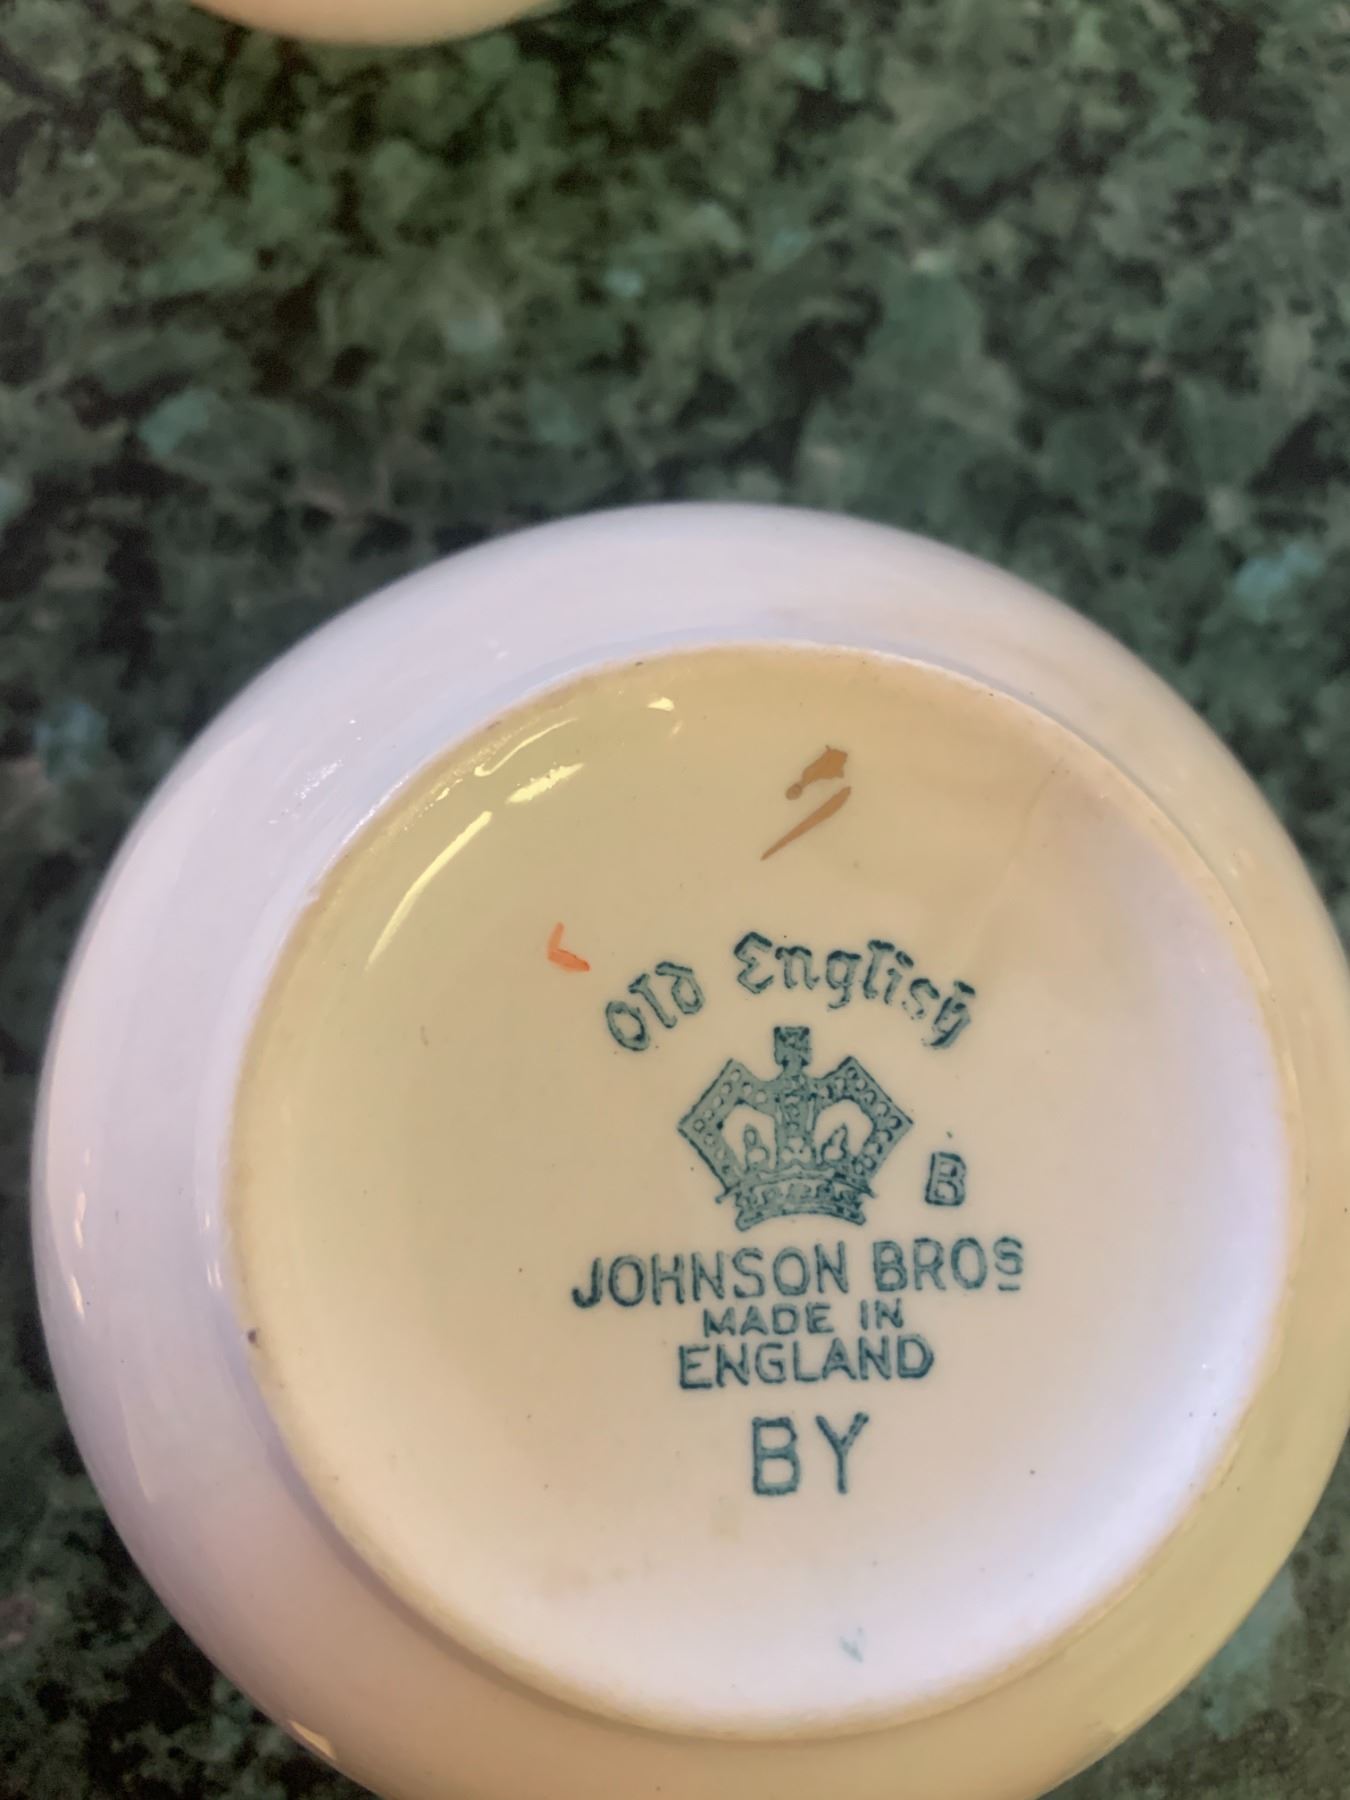 Old English
B
JOHNSON BROS
MADE IN
ENGLAND
BY